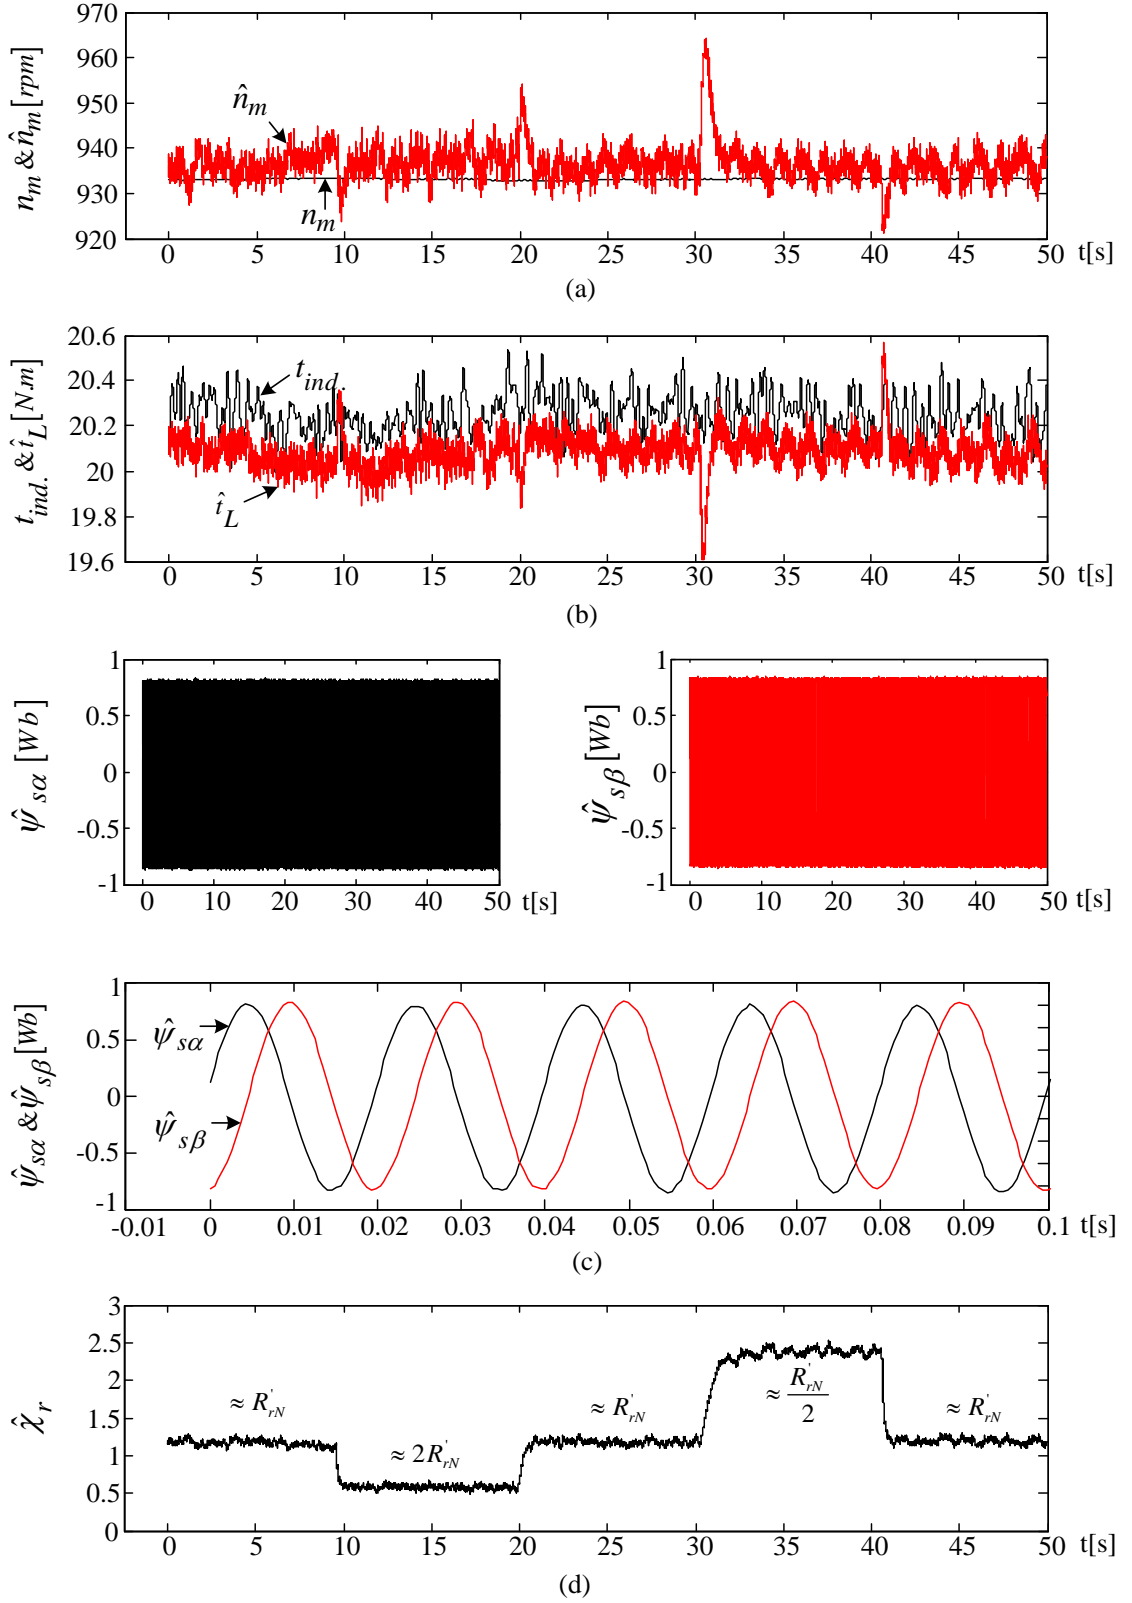 n_m & n̂_m [rpm]
970
960
950
940
930
920
n̂_m
n_m
0 5 10 15 20 25 30 35 40 45 50 t[s]
(a)
t_ind. & t̂_L [N.m]
20.6
20.4
20.2
20
19.8
19.6
t_ind.
t̂_L
0 5 10 15 20 25 30 35 40 45 50 t[s]
(b)
ψ̂_sα [Wb]
1
0.5
0
-0.5
-1
0 10 20 30 40 50 t[s]
ψ̂_sβ [Wb]
1
0.5
0
-0.5
-1
0 10 20 30 40 50 t[s]
ψ̂_sα & ψ̂_sβ [Wb]
1
0.5
0
-0.5
-1
ψ̂_sα
ψ̂_sβ
-0.01 0 0.01 0.02 0.03 0.04 0.05 0.06 0.07 0.08 0.09 0.1 t[s]
(c)
χ̂_r
3
2.5
2
1.5
1
0.5
0
≈ R'_rN
≈ 2R'_rN
≈ R'_rN
≈ R'_rN/2
≈ R'_rN
0 5 10 15 20 25 30 35 40 45 50 t[s]
(d)